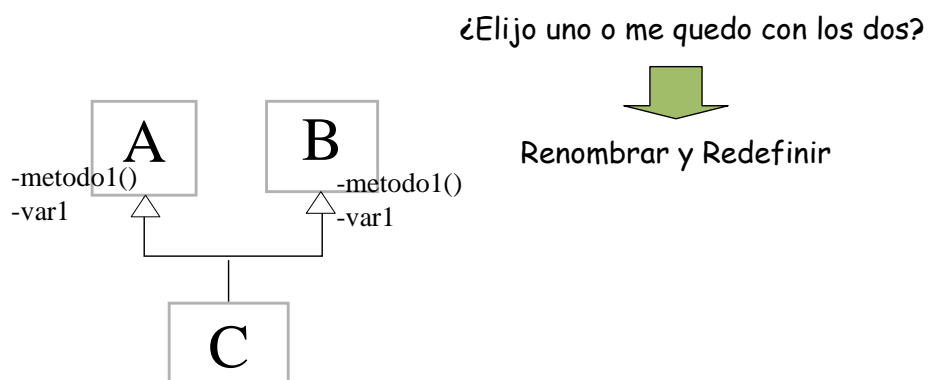 ¿Elijo uno o me quedo con los dos?
Renombrar y Redefinir
A
B
-metodo1()
-var1
-metodo1()
-var1
C